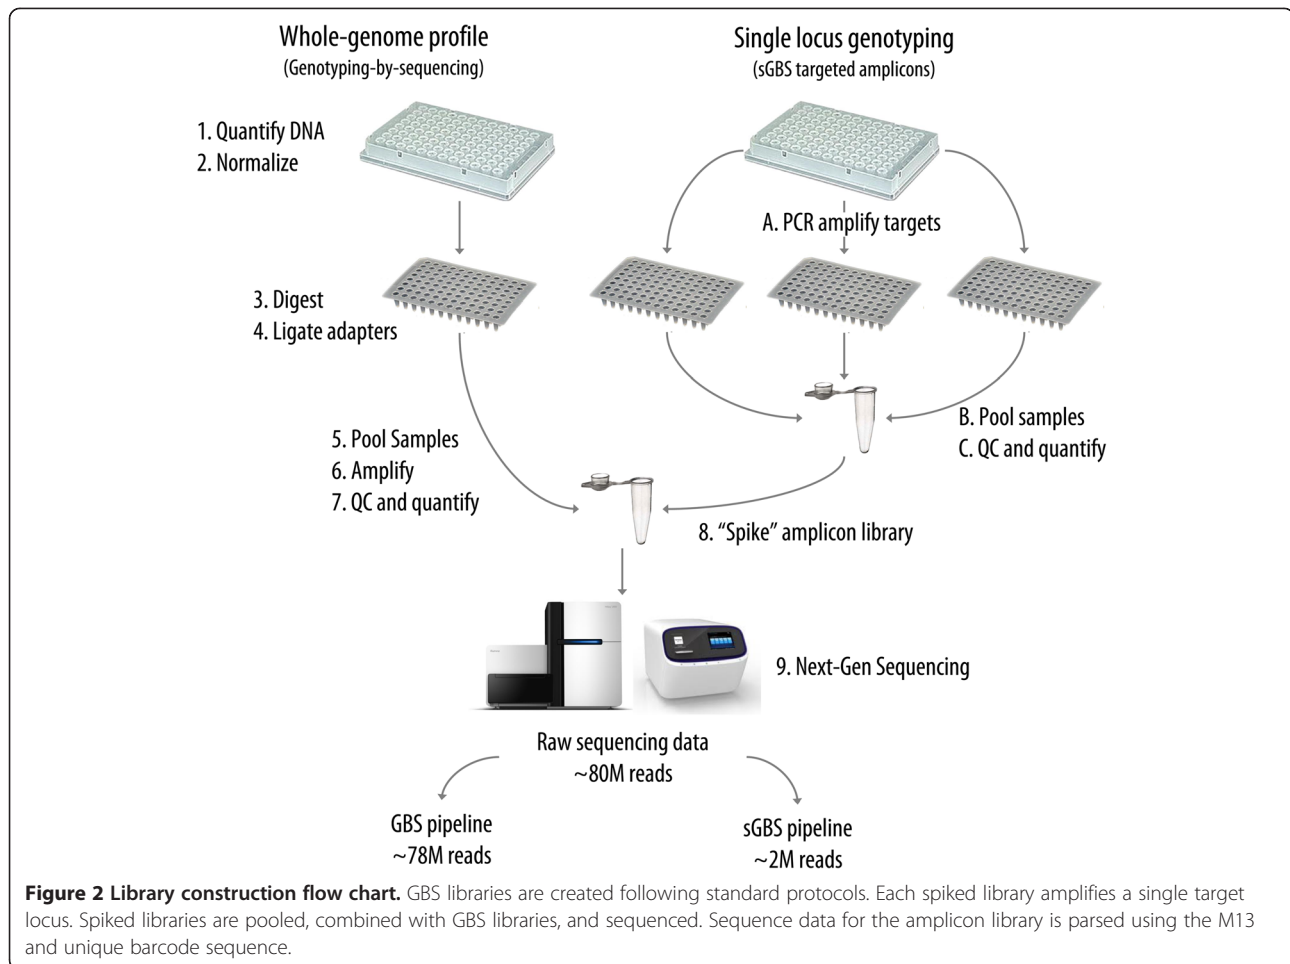 Whole-genome profile
(Genotyping-by-sequencing)
Single locus genotyping
(sGBS targeted amplicons)
1. Quantify DNA
2. Normalize
A. PCR amplify targets
3. Digest
4. Ligate adapters
B. Pool samples
C. QC and quantify
5. Pool Samples
6. Amplify
7. QC and quantify
8. “Spike” amplicon library
9. Next-Gen Sequencing
Raw sequencing data
~80M reads
GBS pipeline
~78M reads
sGBS pipeline
~2M reads
Figure 2 Library construction flow chart. GBS libraries are created following standard protocols. Each spiked library amplifies a single target
locus. Spiked libraries are pooled, combined with GBS libraries, and sequenced. Sequence data for the amplicon library is parsed using the M13
and unique barcode sequence.